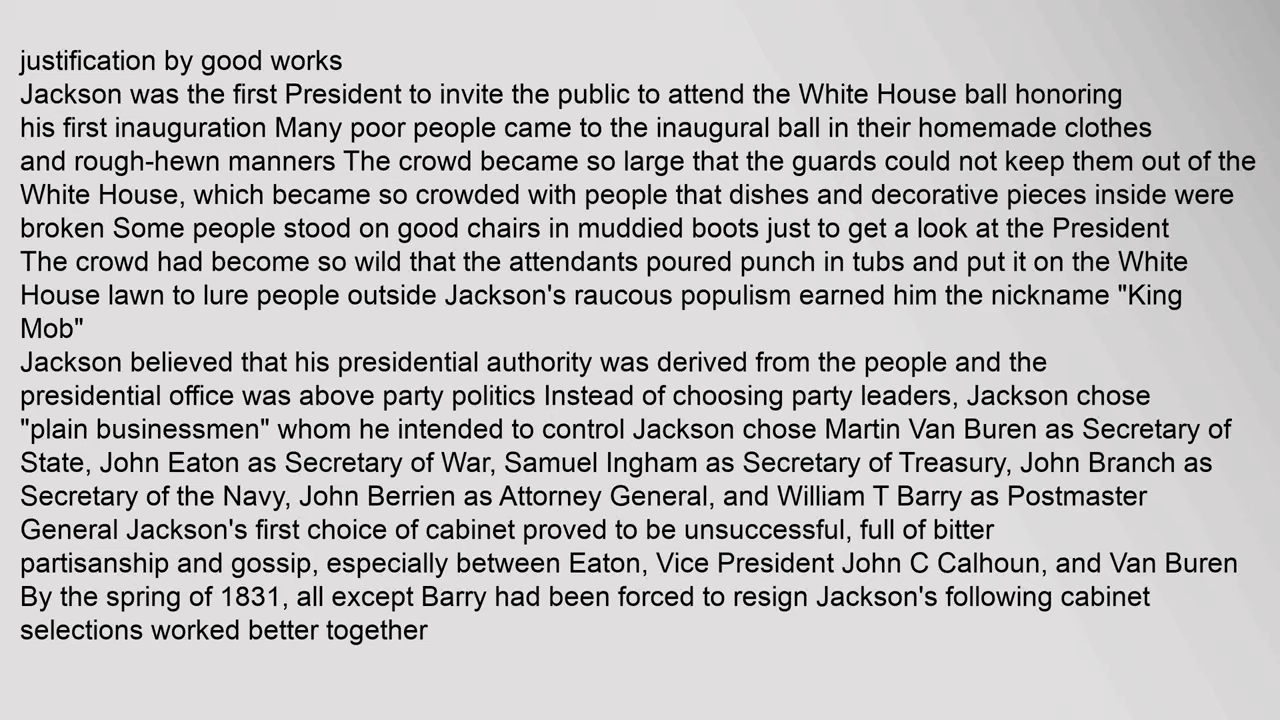 justification by good works
Jackson was the first President to invite the public to attend the White House ball honoring
his first inauguration Many poor people came to the inaugural ball in their homemade clothes
and rough-hewn manners The crowd became so large that the guards could not keep them out of the
White House, which became so crowded with people that dishes and decorative pieces inside were
broken Some people stood on good chairs in muddied boots just to get a look at the President
The crowd had become so wild that the attendants poured punch in tubs and put it on the White
House lawn to lure people outside Jackson's raucous populism earned him the nickname "King
Mob"
Jackson believed that his presidential authority was derived from the people and the
presidential office was above party politics Instead of choosing party leaders, Jackson chose
"plain businessmen" whom he intended to control Jackson chose Martin Van Buren as Secretary of
State, John Eaton as Secretary of War, Samuel Ingham as Secretary of Treasury, John Branch as
Secretary of the Navy, John Berrien as Attorney General, and William T Barry as Postmaster
General Jackson's first choice of cabinet proved to be unsuccessful, full of bitter
partisanship and gossip, especially between Eaton, Vice President John C Calhoun, and Van Buren
By the spring of 1831, all except Barry had been forced to resign Jackson's following cabinet
selections worked better together